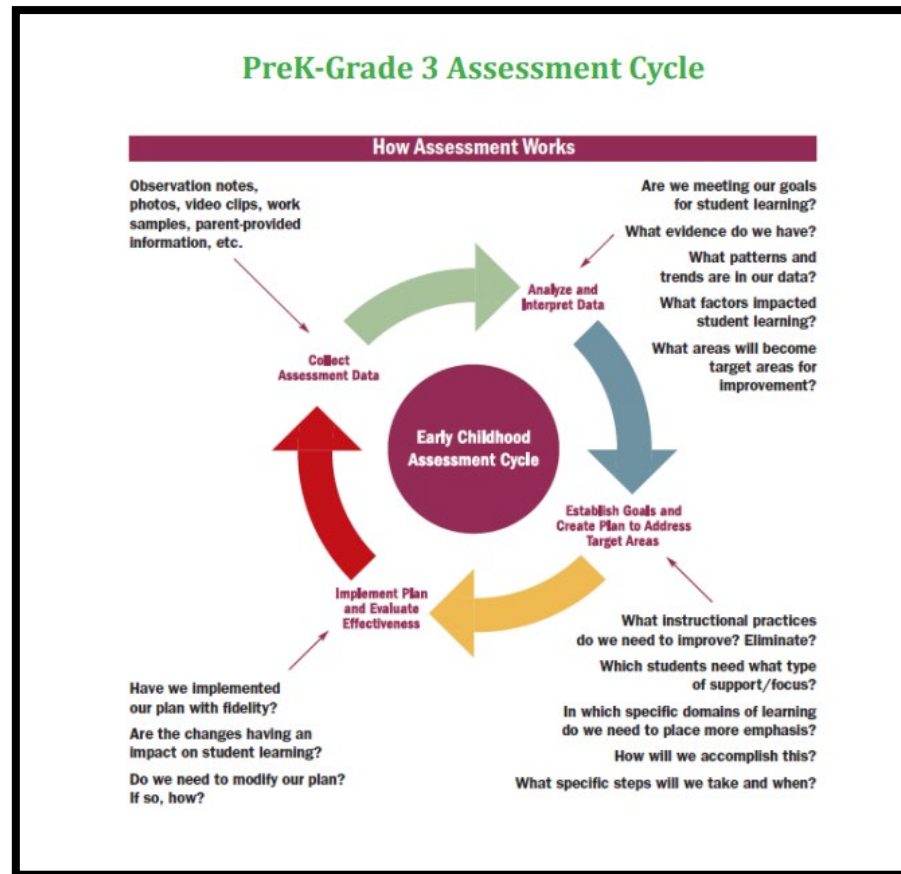 PreK-Grade 3 Assessment Cycle
How Assessment Works
Observation notes,
photos, video clips, work
samples, parent-provided
information, etc.
Are we meeting our goals
for student learning?
What evidence do we have?
What patterns and
trends are in our data?
What factors impacted
student learning?
What areas will become
target areas for
improvement?
Analyze and
Interpret Data
Collect
Assessment Data
Early Childhood
Assessment Cycle
Establish Goals and
Create Plan to Address
Target Areas
Implement Plan
and Evaluate
Effectiveness
What instructional practices
do we need to improve? Eliminate?
Which students need what type
of support/focus?
In which specific domains of learning
do we need to place more emphasis?
How will we accomplish this?
What specific steps will we take and when?
Have we implemented
our plan with fidelity?
Are the changes having an
impact on student learning?
Do we need to modify our plan?
If so, how?